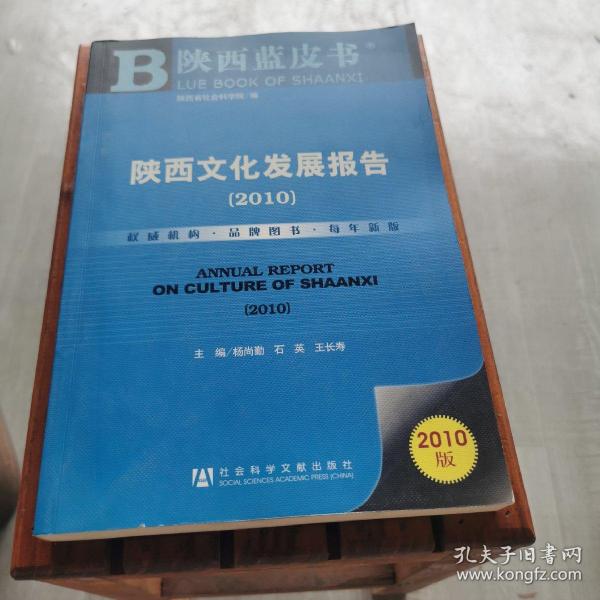 B 陕西蓝皮书®
LUE BOOK OF SHAANXI
陕西省社会科学院/编
陕西文化发展报告
(2010)
权威机构·品牌图书·每年新版
ANNUAL REPORT
ON CULTURE OF SHAANXI
(2010)
主 编/杨尚勤 石 英 王长寿
2010
版
社会科学文献出版社
SOCIAL SCIENCES ACADEMIC PRESS (CHINA)
孔夫子旧书网
www.kongfz.com